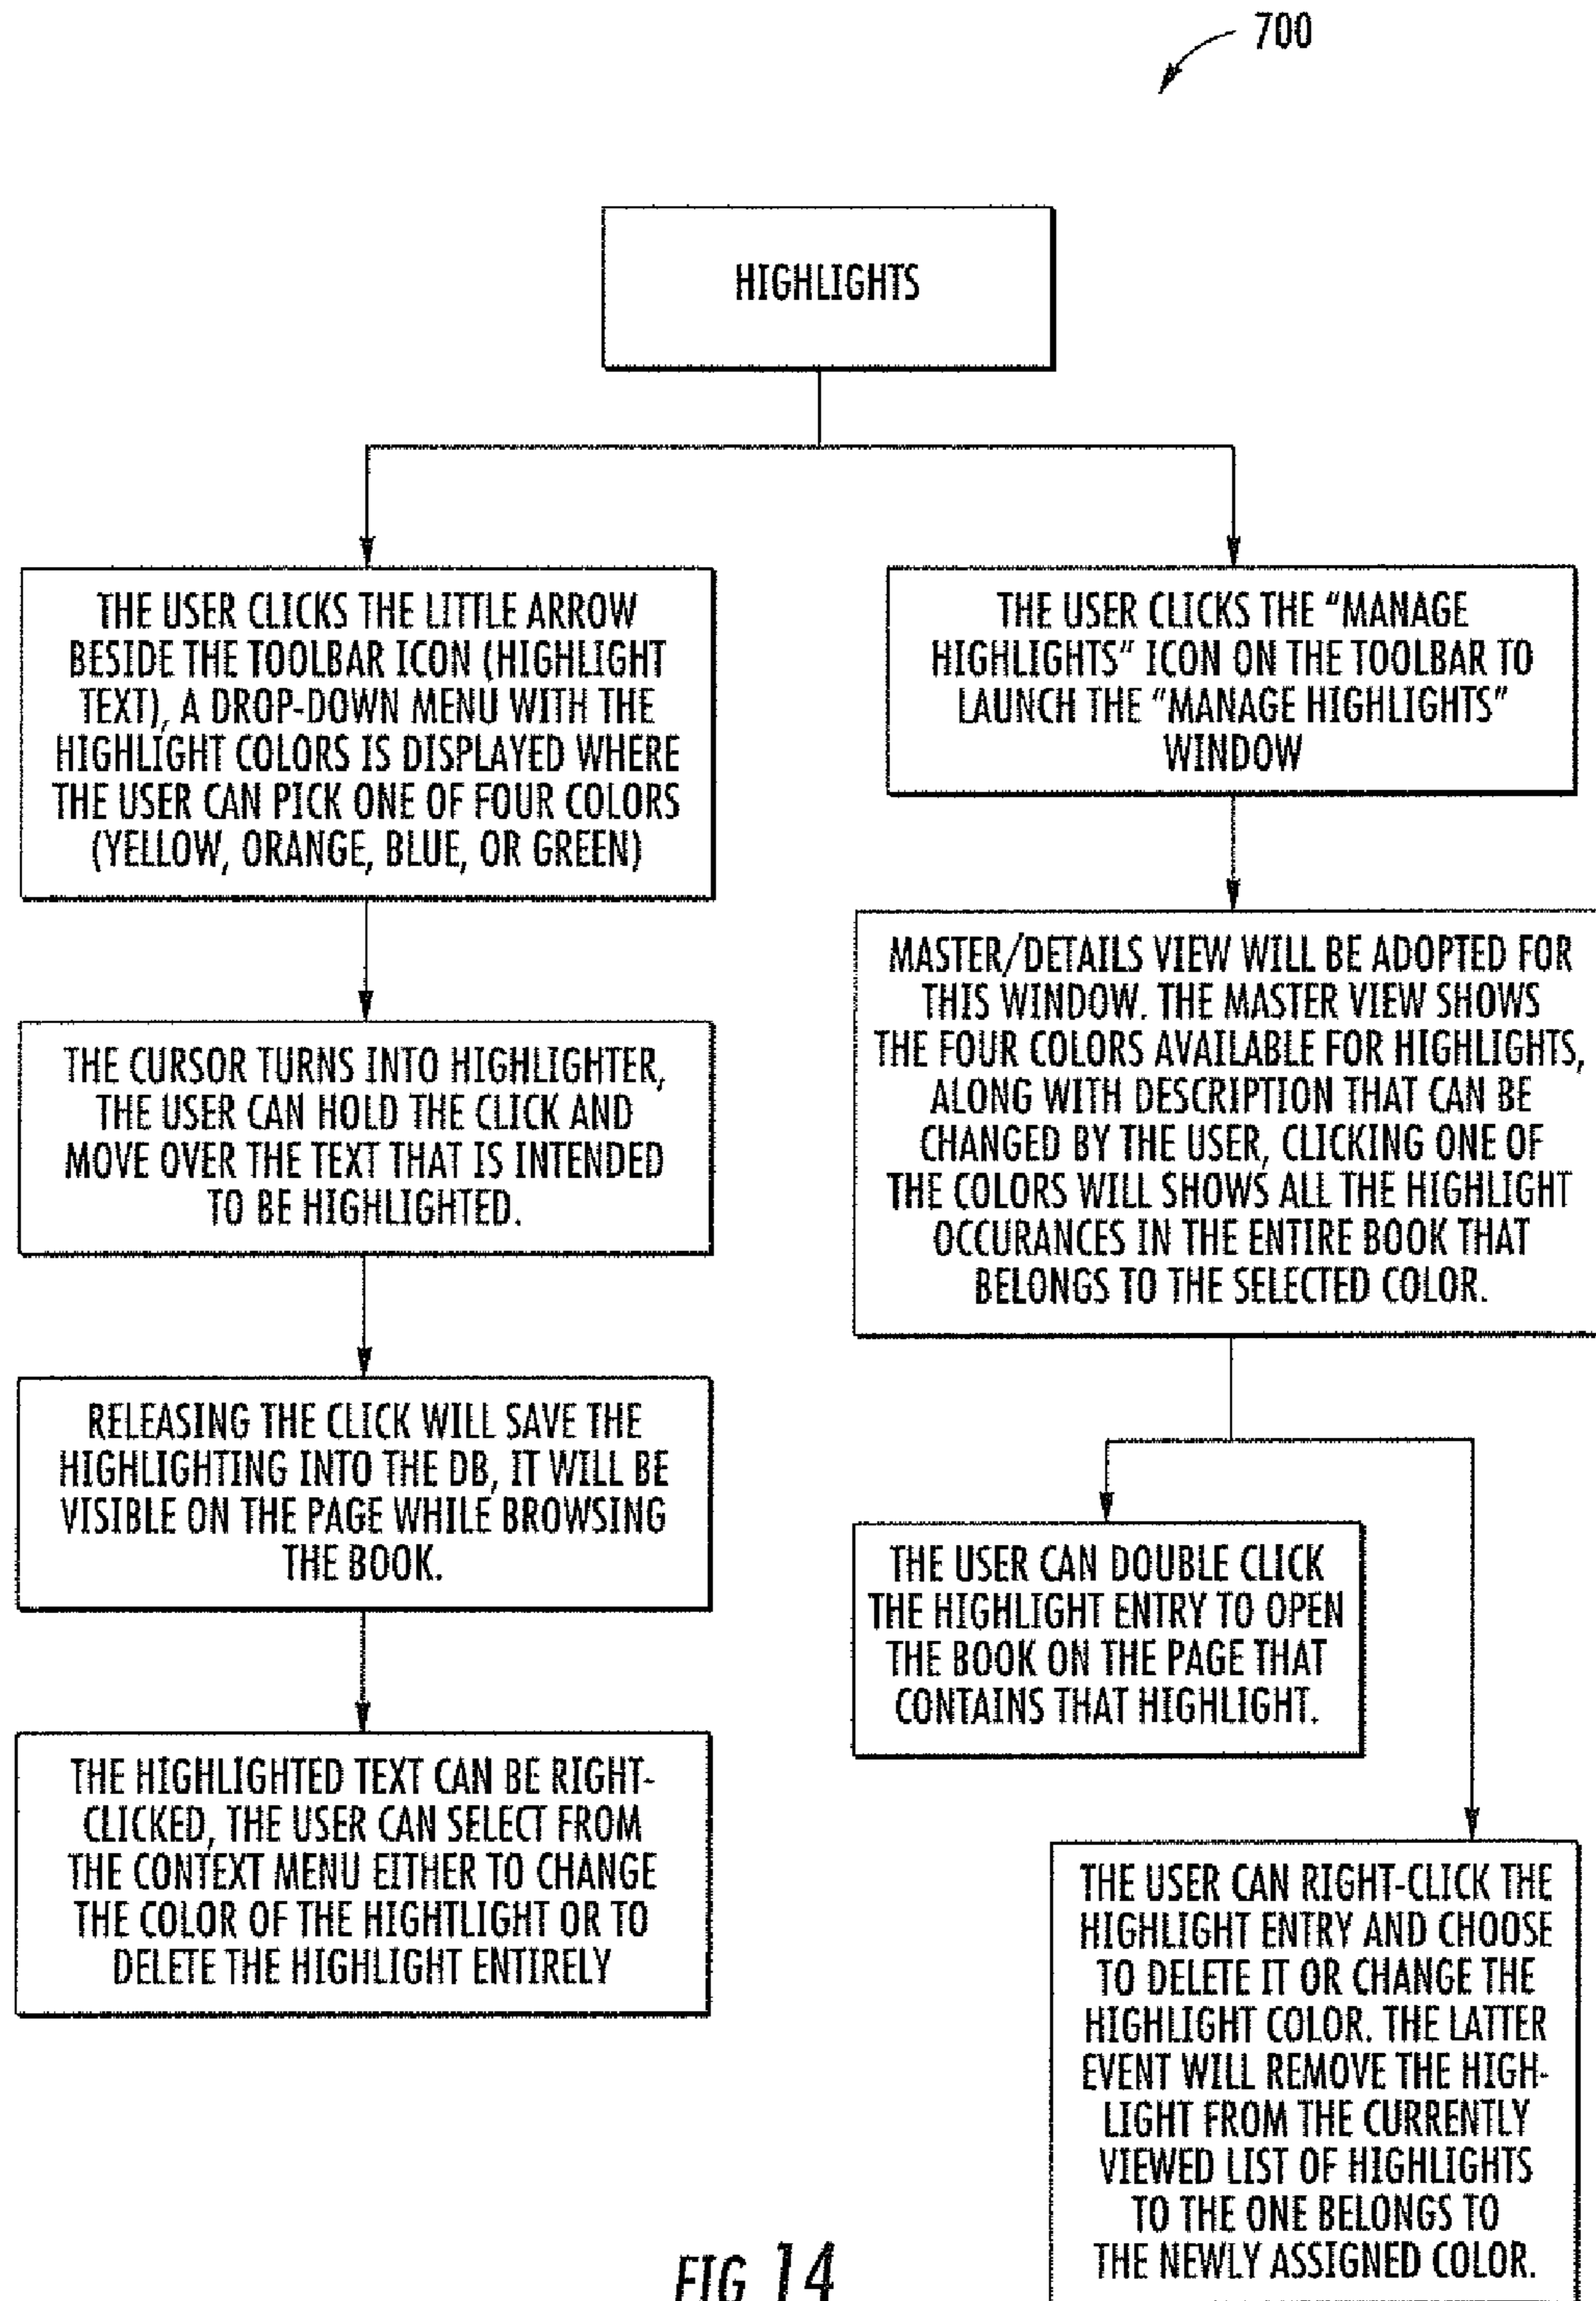 700
HIGHLIGHTS
THE USER CLICKS THE LITTLE ARROW
BESIDE THE TOOLBAR ICON (HIGHLIGHT
TEXT), A DROP-DOWN MENU WITH THE
HIGHLIGHT COLORS IS DISPLAYED WHERE
THE USER CAN PICK ONE OF FOUR COLORS
(YELLOW, ORANGE, BLUE, OR GREEN)
THE CURSOR TURNS INTO HIGHLIGHTER,
THE USER CAN HOLD THE CLICK AND
MOVE OVER THE TEXT THAT IS INTENDED
TO BE HIGHLIGHTED.
RELEASING THE CLICK WILL SAVE THE
HIGHLIGHTING INTO THE DB, IT WILL BE
VISIBLE ON THE PAGE WHILE BROWSING
THE BOOK.
THE HIGHLIGHTED TEXT CAN BE RIGHT-
CLICKED, THE USER CAN SELECT FROM
THE CONTEXT MENU EITHER TO CHANGE
THE COLOR OF THE HIGHTLIGHT OR TO
DELETE THE HIGHLIGHT ENTIRELY
THE USER CLICKS THE "MANAGE
HIGHLIGHTS" ICON ON THE TOOLBAR TO
LAUNCH THE "MANAGE HIGHLIGHTS"
WINDOW
MASTER/DETAILS VIEW WILL BE ADOPTED FOR
THIS WINDOW. THE MASTER VIEW SHOWS
THE FOUR COLORS AVAILABLE FOR HIGHLIGHTS,
ALONG WITH DESCRIPTION THAT CAN BE
CHANGED BY THE USER, CLICKING ONE OF
THE COLORS WILL SHOWS ALL THE HIGHLIGHT
OCCURANCES IN THE ENTIRE BOOK THAT
BELONGS TO THE SELECTED COLOR.
THE USER CAN DOUBLE CLICK
THE HIGHLIGHT ENTRY TO OPEN
THE BOOK ON THE PAGE THAT
CONTAINS THAT HIGHLIGHT.
THE USER CAN RIGHT-CLICK THE
HIGHLIGHT ENTRY AND CHOOSE
TO DELETE IT OR CHANGE THE
HIGHLIGHT COLOR. THE LATTER
EVENT WILL REMOVE THE HIGH-
LIGHT FROM THE CURRENTLY
VIEWED LIST OF HIGHLIGHTS
TO THE ONE BELONGS TO
THE NEWLY ASSIGNED COLOR.
FIG 14